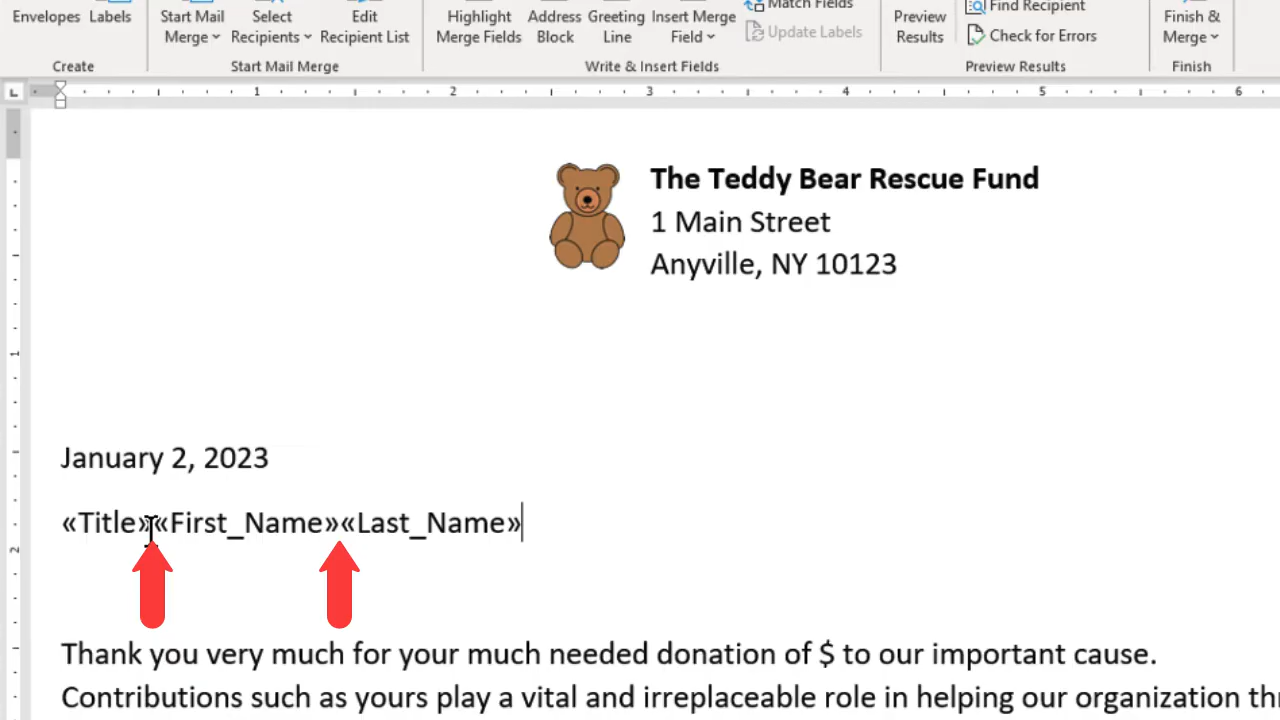 Envelopes Labels Start Mail Merge Select Recipients Edit Recipient List Highlight Merge Fields Address Block Greeting Line Insert Merge Field Match Fields Update Labels Preview Results Find Recipient Check for Errors Finish & Merge
Create Start Mail Merge Write & Insert Fields Preview Results Finish
L 1 2 3 4 5 6
The Teddy Bear Rescue Fund
1 Main Street
Anyville, NY 10123
1
January 2, 2023
«Title»«First_Name»«Last_Name»
2
Thank you very much for your much needed donation of $ to our important cause.
Contributions such as yours play a vital and irreplaceable role in helping our organization